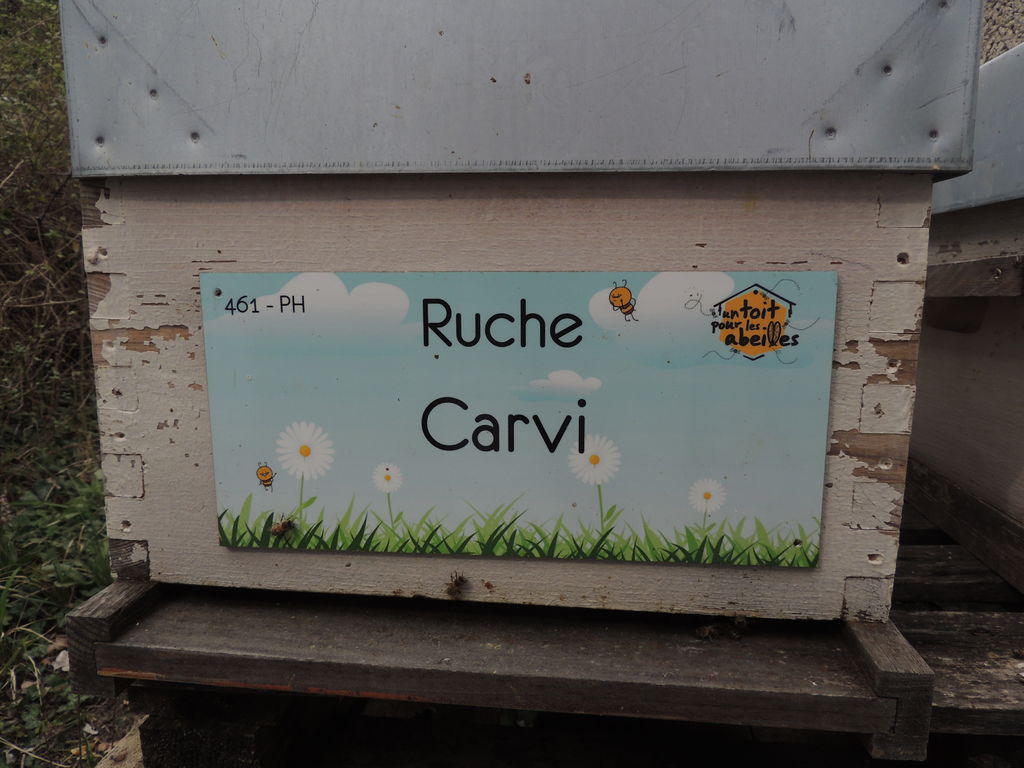 461 - PH
Ruche
Carvi
un toit
pour les
abeilles